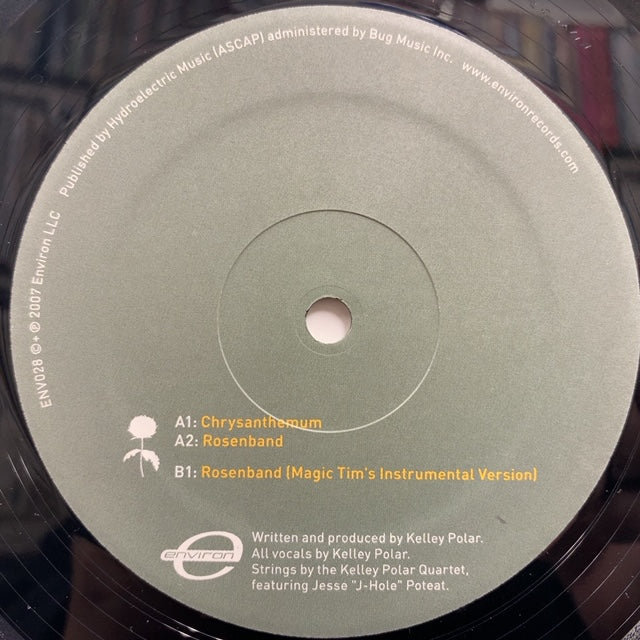 ENV028 ©+℗ 2007 Environ LLC
Published by Hydroelectric Music (ASCAP) administered by Bug Music Inc.
www.environrecords.com
A1: Chrysanthemum
A2: Rosenband
B1: Rosenband (Magic Tim's Instrumental Version)
environ
Written and produced by Kelley Polar.
All vocals by Kelley Polar.
Strings by the Kelley Polar Quartet,
featuring Jesse "J-Hole" Poteat.